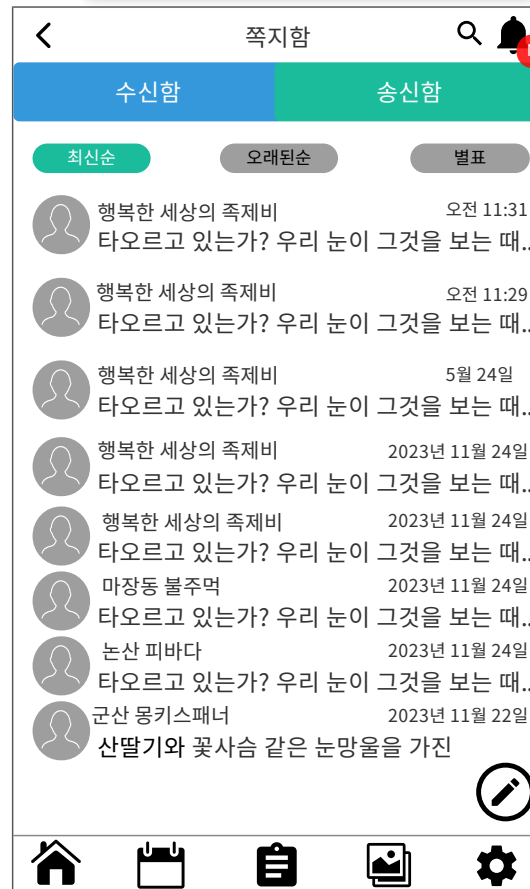 쪽지함
수신함 송신함
최신순 오래된순 별표
행복한 세상의 족제비 오전 11:31
타오르고 있는가? 우리 눈이 그것을 보는 때..
행복한 세상의 족제비 오전 11:29
타오르고 있는가? 우리 눈이 그것을 보는 때..
행복한 세상의 족제비 5월 24일
타오르고 있는가? 우리 눈이 그것을 보는 때..
행복한 세상의 족제비 2023년 11월 24일
타오르고 있는가? 우리 눈이 그것을 보는 때..
행복한 세상의 족제비 2023년 11월 24일
타오르고 있는가? 우리 눈이 그것을 보는 때..
마장동 불주먹 2023년 11월 24일
타오르고 있는가? 우리 눈이 그것을 보는 때..
논산 피바다 2023년 11월 24일
타오르고 있는가? 우리 눈이 그것을 보는 때..
군산 몽키스패너 2023년 11월 22일
산딸기와 꽃사슴 같은 눈망울을 가진